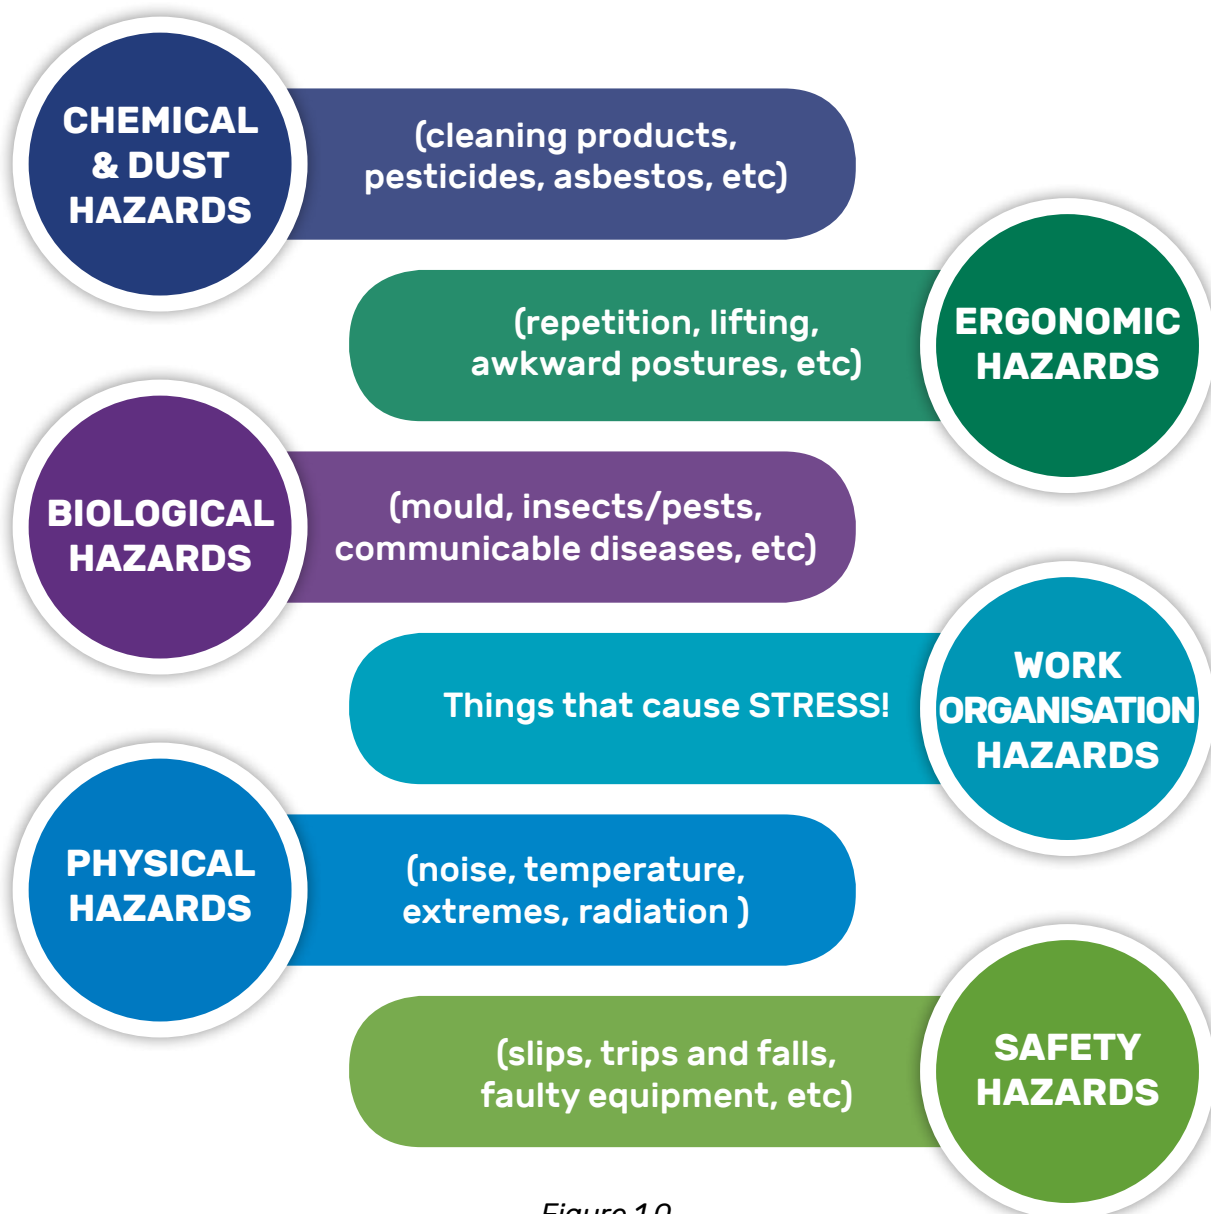 CHEMICAL
& DUST
HAZARDS
(cleaning products,
pesticides, asbestos, etc)
(repetition, lifting,
awkward postures, etc)
ERGONOMIC
HAZARDS
BIOLOGICAL
HAZARDS
(mould, insects/pests,
communicable diseases, etc)
Things that cause STRESS!
WORK
ORGANISATION
HAZARDS
PHYSICAL
HAZARDS
(noise, temperature,
extremes, radiation )
(slips, trips and falls,
faulty equipment, etc)
SAFETY
HAZARDS
Figure